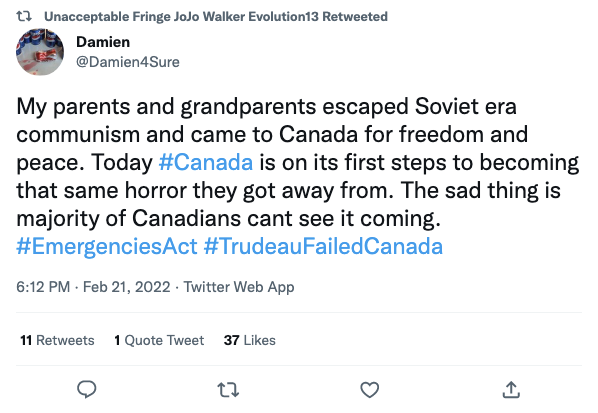 Unacceptable Fringe JoJo Walker Evolution13 Retweeted
Damien
@Damien4Sure
My parents and grandparents escaped Soviet era
communism and came to Canada for freedom and
peace. Today #Canada is on its first steps to becoming
that same horror they got away from. The sad thing is
majority of Canadians cant see it coming.
#EmergenciesAct #TrudeauFailedCanada
6:12 PM · Feb 21, 2022 · Twitter Web App
11 Retweets 1 Quote Tweet 37 Likes